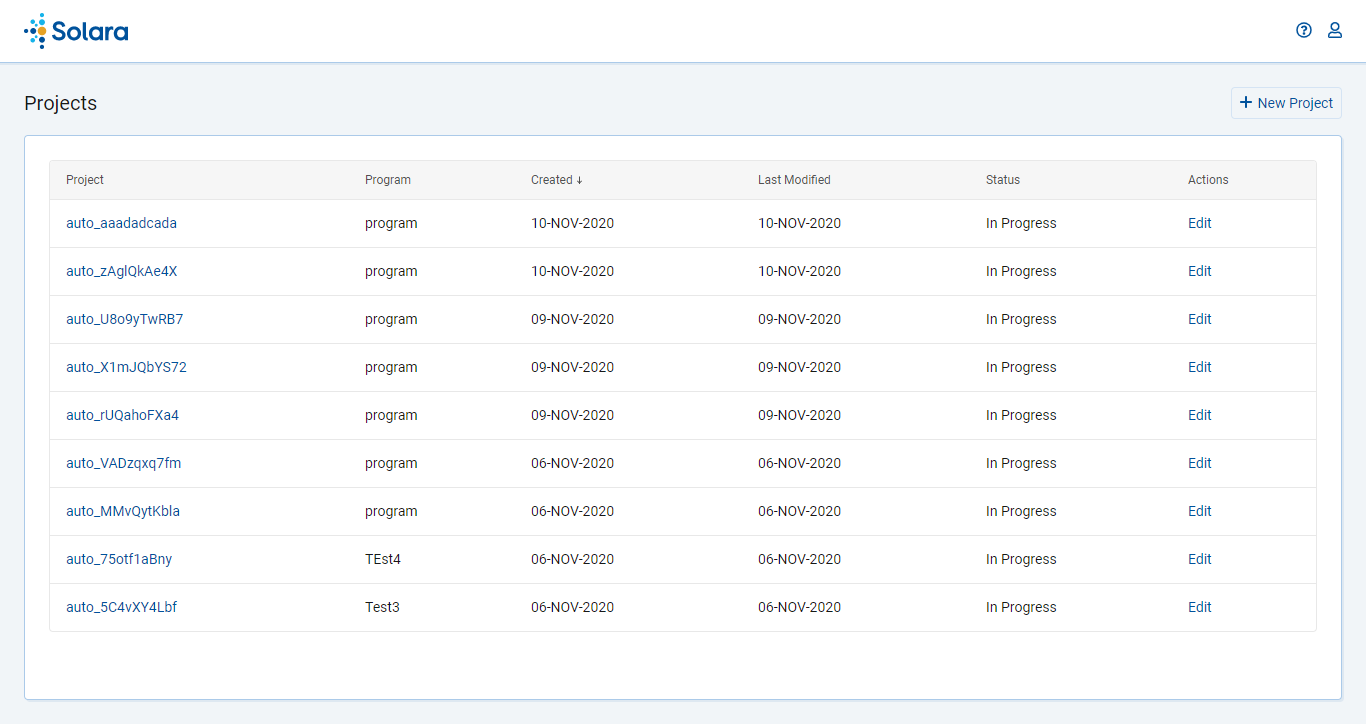 Solara
Projects
New Project
Project Program Created ↓ Last Modified Status Actions
auto_aaadadcada program 10-NOV-2020 10-NOV-2020 In Progress Edit
auto_zAglQkAe4X program 10-NOV-2020 10-NOV-2020 In Progress Edit
auto_U8o9yTwRB7 program 09-NOV-2020 09-NOV-2020 In Progress Edit
auto_X1mJQbYS72 program 09-NOV-2020 09-NOV-2020 In Progress Edit
auto_rUQahoFXa4 program 09-NOV-2020 09-NOV-2020 In Progress Edit
auto_VADzqxq7fm program 06-NOV-2020 06-NOV-2020 In Progress Edit
auto_MMvQytKbla program 06-NOV-2020 06-NOV-2020 In Progress Edit
auto_75otf1aBny TEst4 06-NOV-2020 06-NOV-2020 In Progress Edit
auto_5C4vXY4Lbf Test3 06-NOV-2020 06-NOV-2020 In Progress Edit